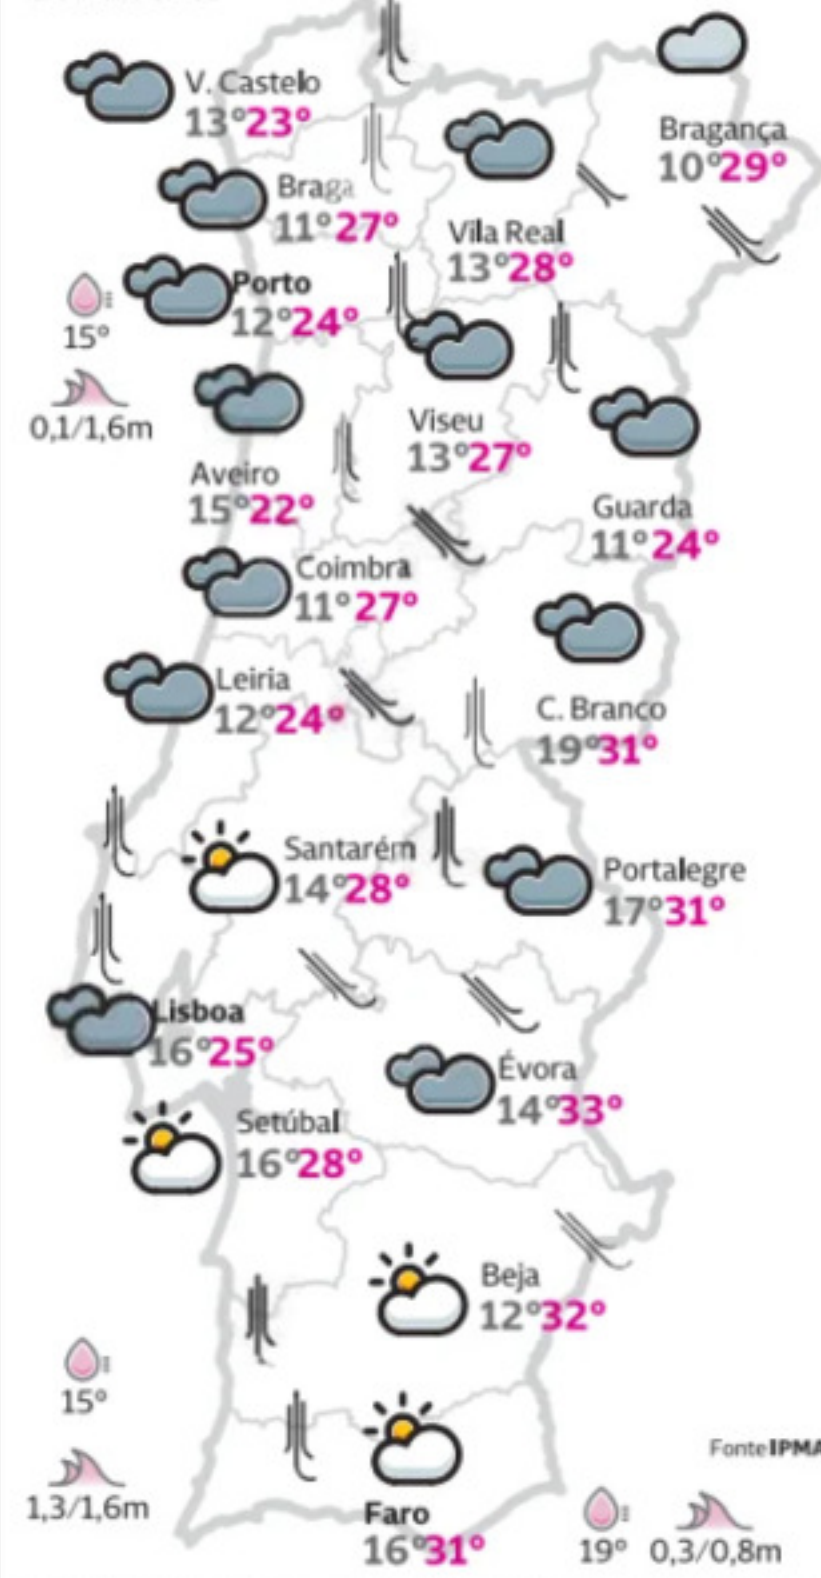 V. Castelo
13°23°
Bragança
10°29°
Braga
11°27°
Vila Real
13°28°
Porto
12°24°
15°
0,1/1,6m
Viseu
13°27°
Aveiro
15°22°
Guarda
11°24°
Coimbra
11°27°
Leiria
12°24°
C. Branco
19°31°
Santarém
14°28°
Portalegre
17°31°
Lisboa
16°25°
Évora
14°33°
Setúbal
16°28°
Beja
12°32°
15°
1,3/1,6m
Fonte IPMA
Faro
16°31°
19° 0,3/0,8m